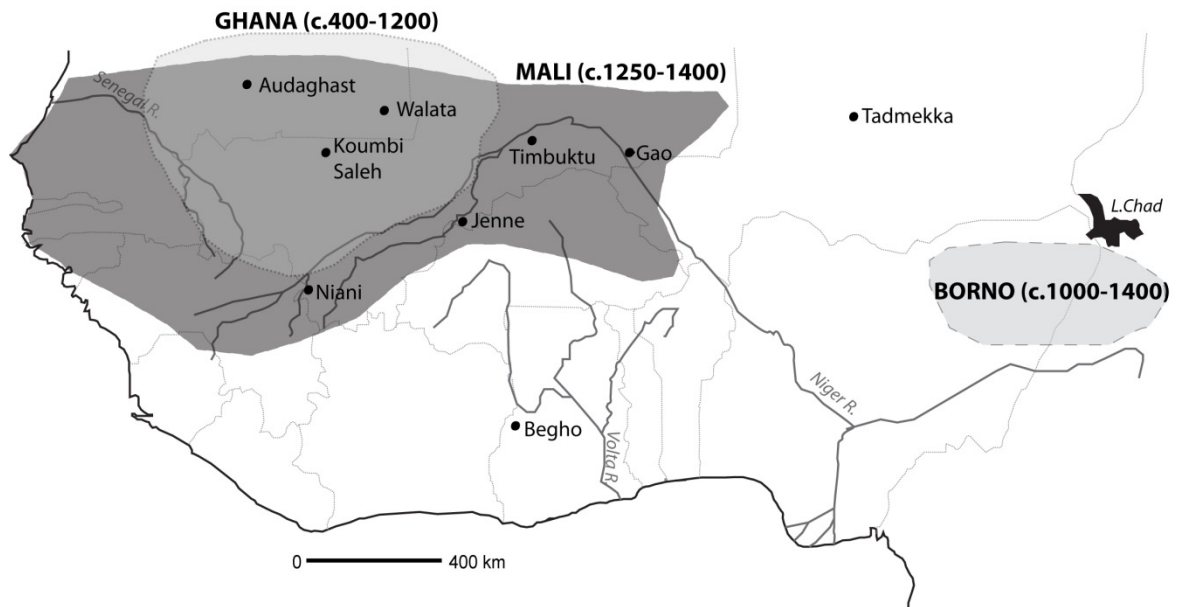 GHANA (c.400-1200)
MALI (c.1250-1400)
Senegal R.
Audaghast
Walata
Tadmekka
Koumbi
Saleh
Timbuktu
Gao
L.Chad
Jenne
BORNO (c.1000-1400)
Niani
Niger R.
Begho
Volta R
0
400 km